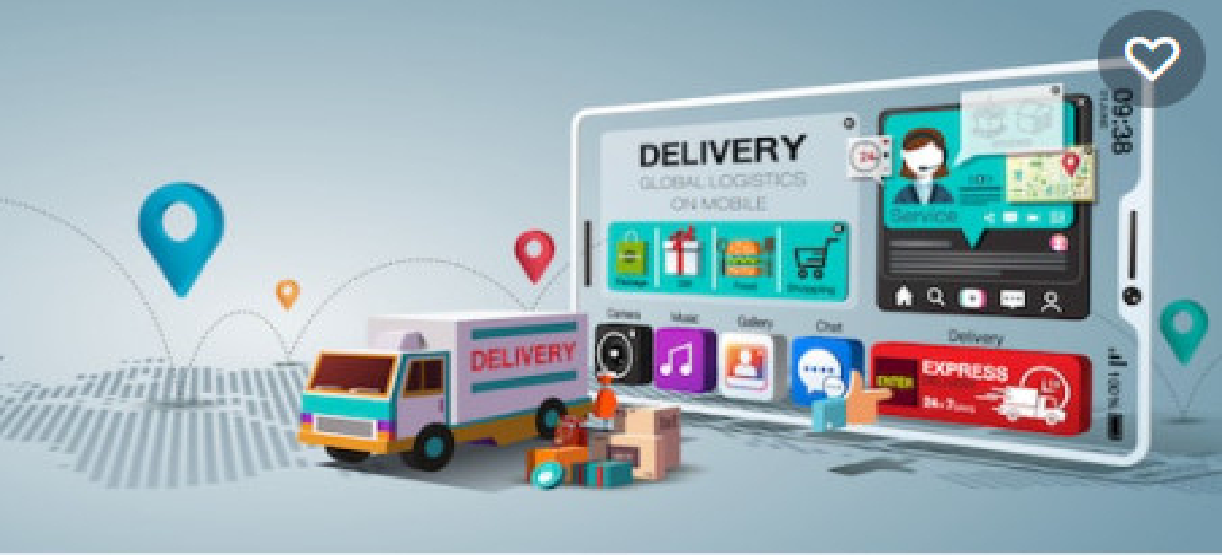 DELIVERY
GLOBAL LOGISTICS
ON MOBILE
Package
Gift
Food
Shopping
24
Service
09:38
Camera
Music
Gallery
Chat
Delivery
DELIVERY
ENTER
EXPRESS
24x7
100%